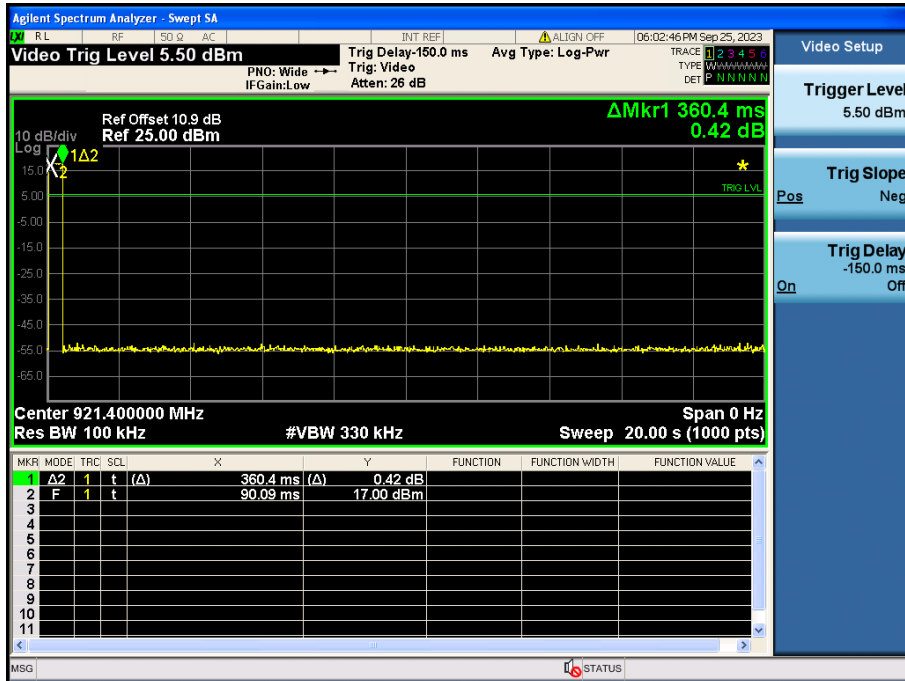 Agilent Spectrum Analyzer - Swept SA
LXI RL RF 50 Ω AC INT REF ALIGN OFF 06:02:46 PM Sep 25, 2023
Video Trig Level 5.50 dBm
PNO: Wide
IFGain:Low
Trig Delay-150.0 ms
Trig: Video
Atten: 26 dB
Avg Type: Log-Pwr
TRACE 1 2 3 4 5 6
TYPE WWWWWW
DET P N N N N N
Video Setup
Trigger Level
5.50 dBm
Trig Slope
Pos Neg
Trig Delay
-150.0 ms
On Off
ΔMkr1 360.4 ms
0.42 dB
Ref Offset 10.9 dB
10 dB/div Ref 25.00 dBm
Log
1Δ2
2
*
TRIG LVL
15.0
5.00
-5.00
-15.0
-25.0
-35.0
-45.0
-55.0
-65.0
Center 921.400000 MHz Span 0 Hz
Res BW 100 kHz #VBW 330 kHz Sweep 20.00 s (1000 pts)
MKR MODE TRC SCL X Y FUNCTION FUNCTION WIDTH FUNCTION VALUE
1 Δ2 1 t (Δ) 360.4 ms (Δ) 0.42 dB
2 F 1 t 90.09 ms 17.00 dBm
3
4
5
6
7
8
9
10
11
MSG STATUS